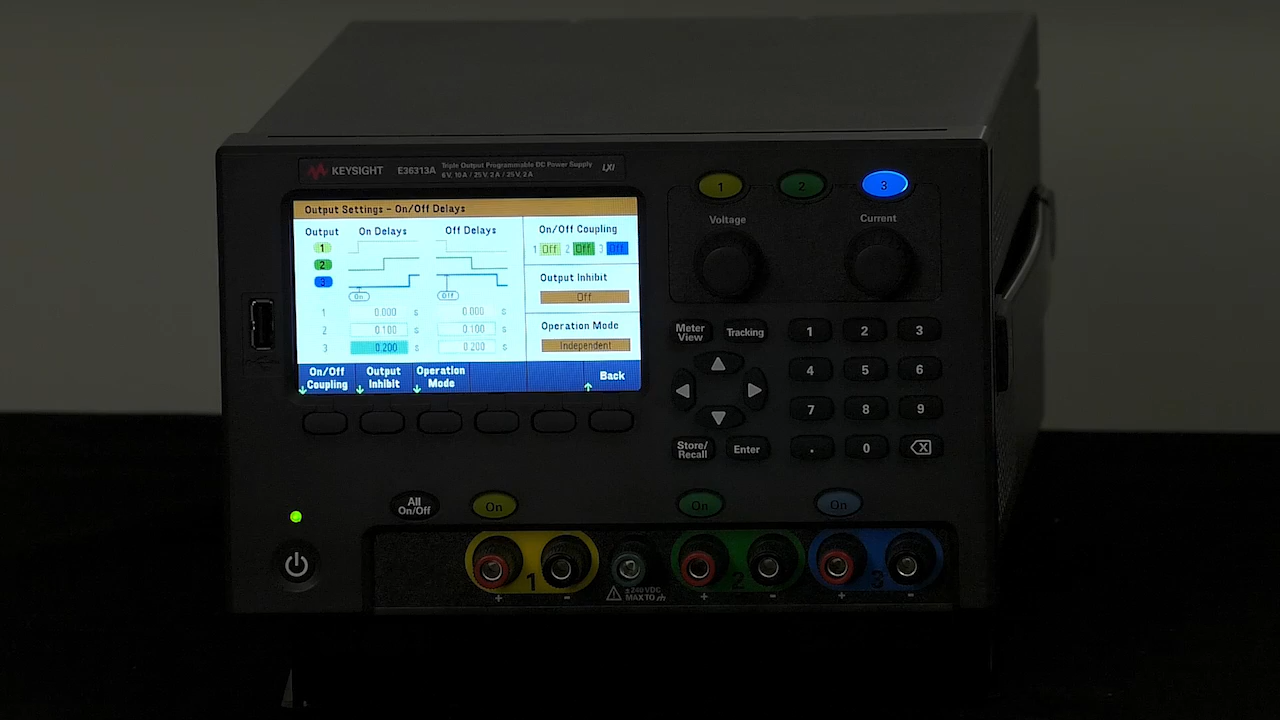 KEYSIGHT E36313A Triple Output Programmable DC Power Supply LXI
6V, 10A / 25V, 2A / 25V, 2A
1 2 3
Output Settings - On/Off Delays
Output On Delays Off Delays
1
2
3
On Off
1 0.000 s 0.000 s
2 0.100 s 0.100 s
3 0.200 s 0.200 s
On/Off Coupling
1 Off 2 Off 3 Off
Output Inhibit
Off
Operation Mode
Independent
On/Off Coupling
Output Inhibit
Operation Mode
Back
Voltage Current
Meter View
Tracking
1 2 3
4 5 6
7 8 9
Store/Recall
Enter
. 0 X
All On/Off
On On On
1 2 3
+ - + - + -
±240 VDC
MAX TO